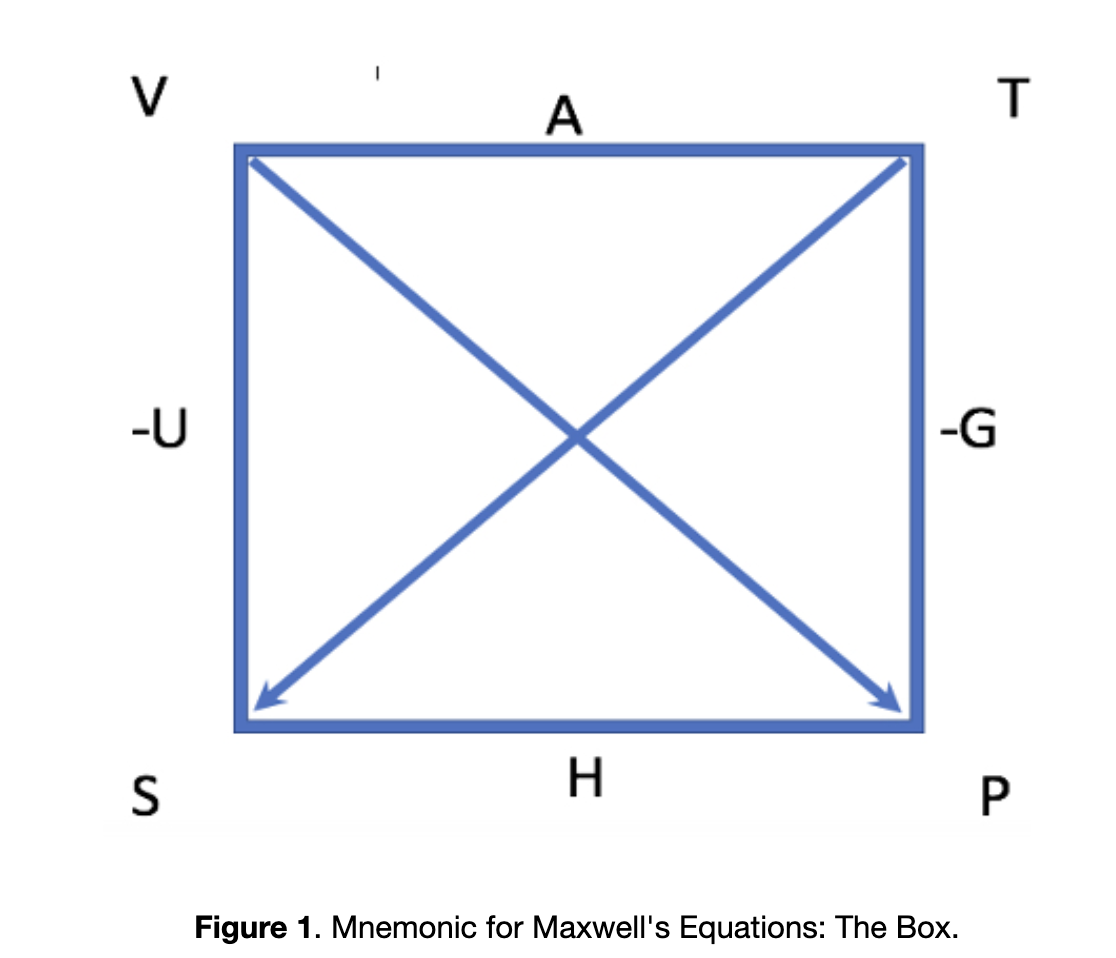 V A T
-U -G
S H P
Figure 1. Mnemonic for Maxwell's Equations: The Box.